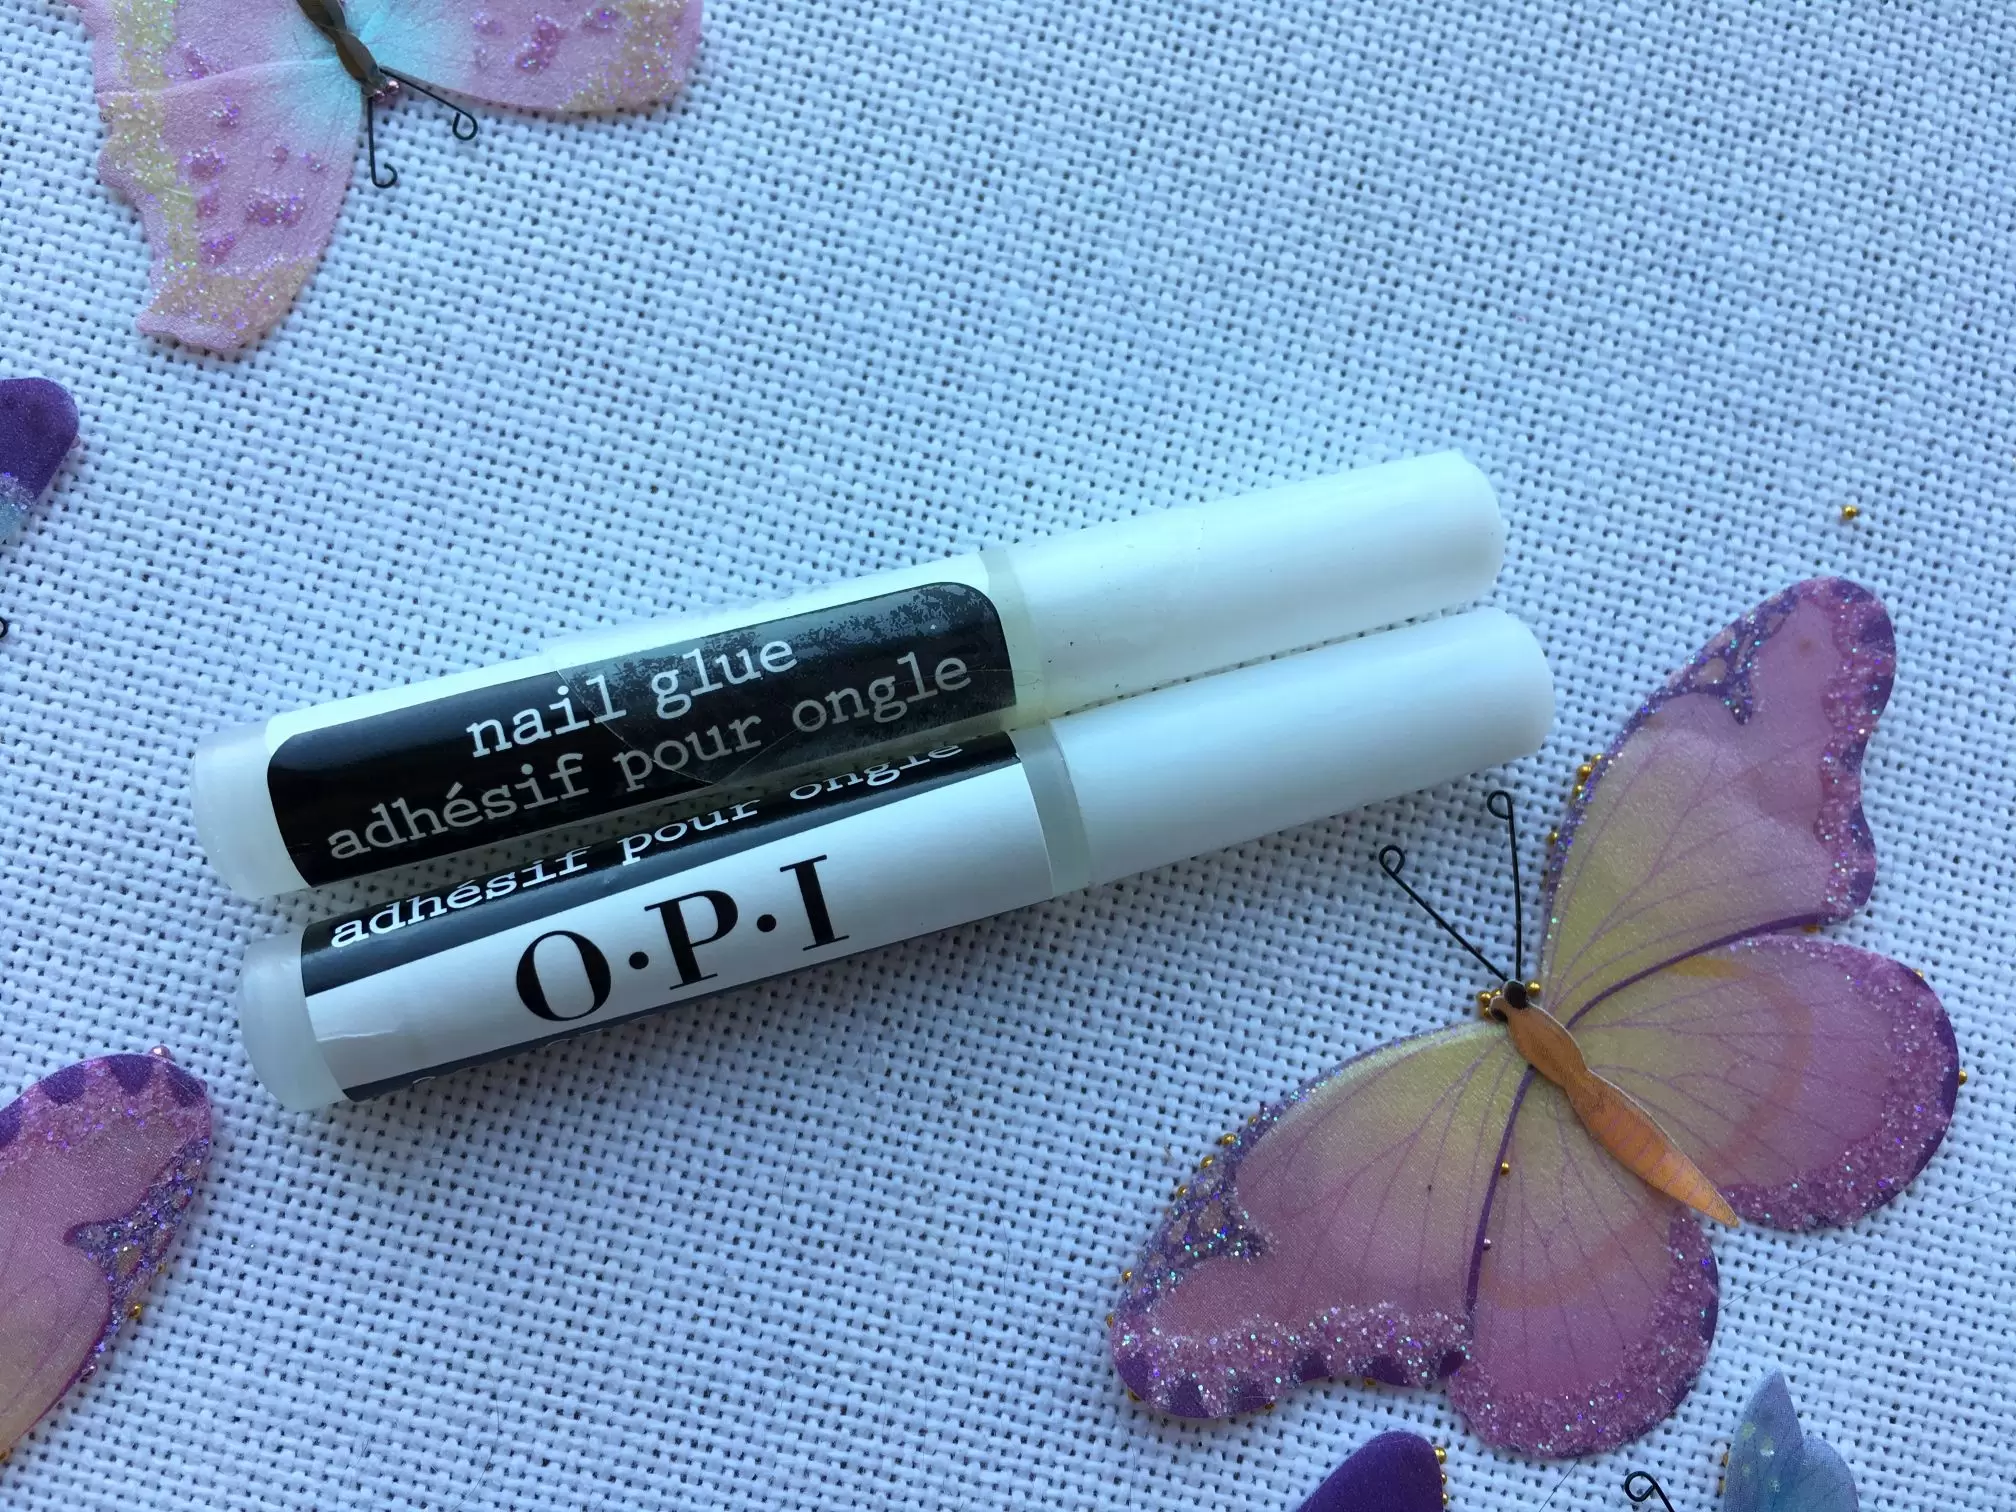 nail glue
adhésif pour ongle
adhésif pour ongle
O·P·I